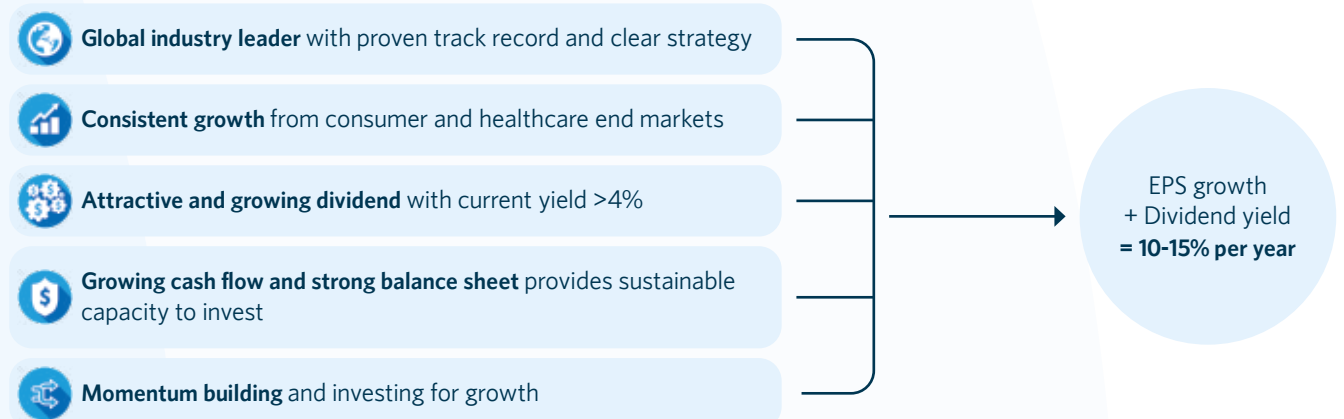 Global industry leader with proven track record and clear strategy
Consistent growth from consumer and healthcare end markets
Attractive and growing dividend with current yield >4%
Growing cash flow and strong balance sheet provides sustainable
capacity to invest
Momentum building and investing for growth
EPS growth
+ Dividend yield
= 10-15% per year